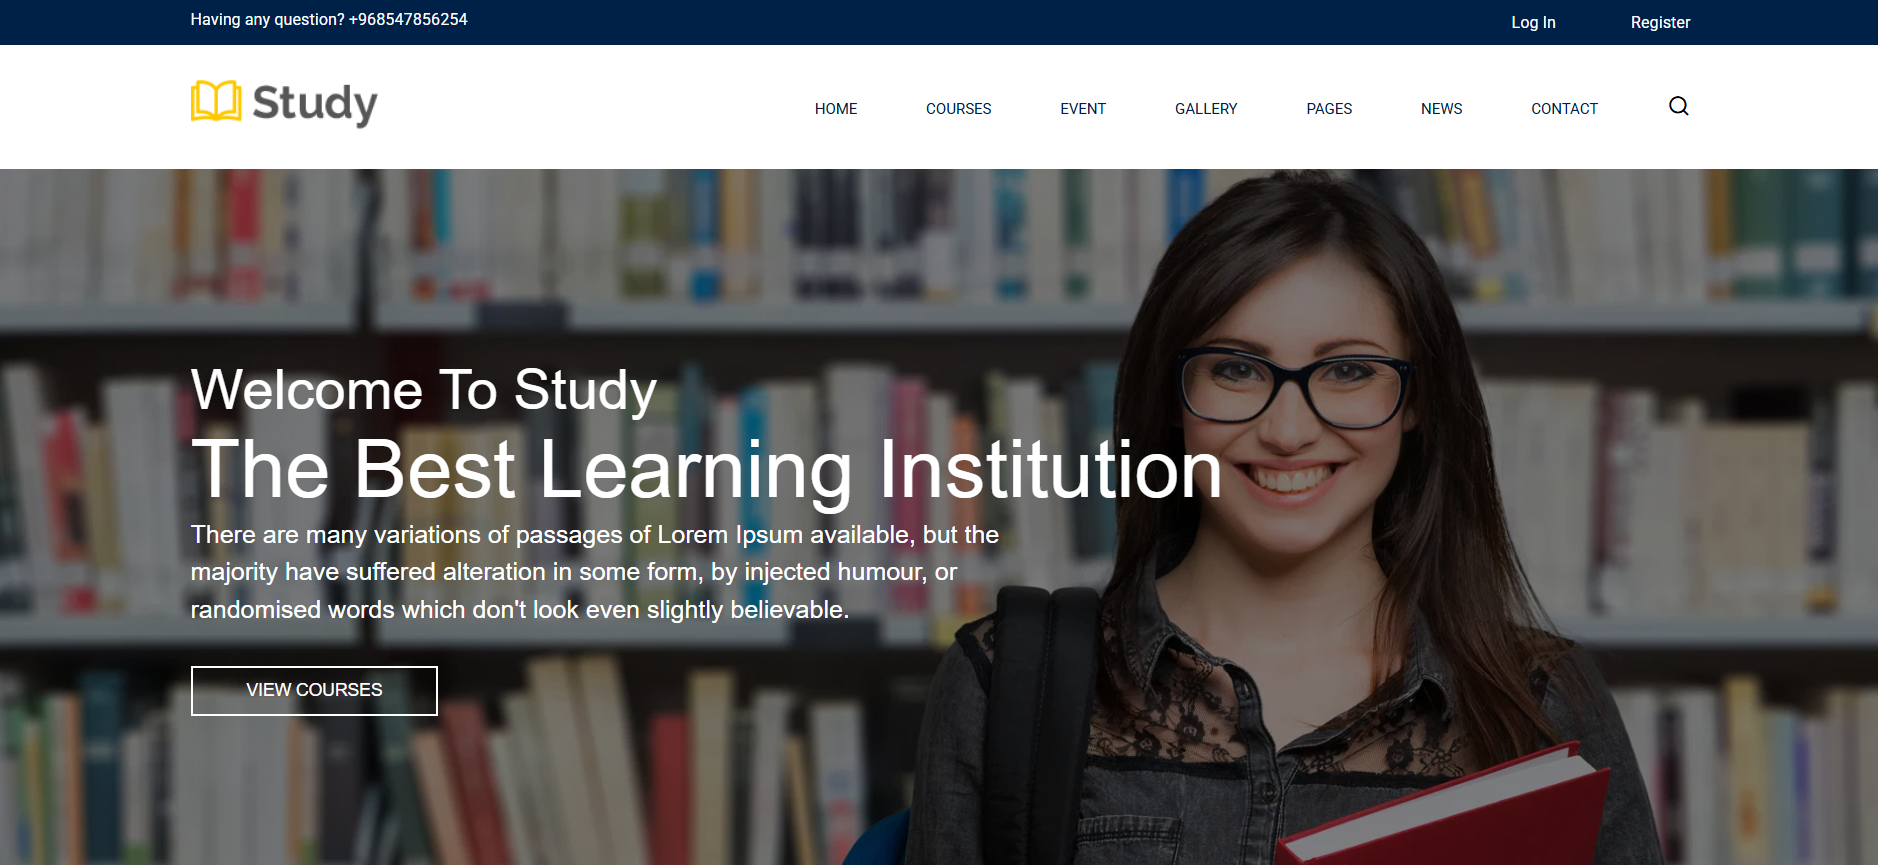 Having any question? +968547856254
Log In
Register
Study
HOME
COURSES
EVENT
GALLERY
PAGES
NEWS
CONTACT
Welcome To Study
The Best Learning Institution
There are many variations of passages of Lorem Ipsum available, but the
majority have suffered alteration in some form, by injected humour, or
randomised words which don't look even slightly believable.
VIEW COURSES